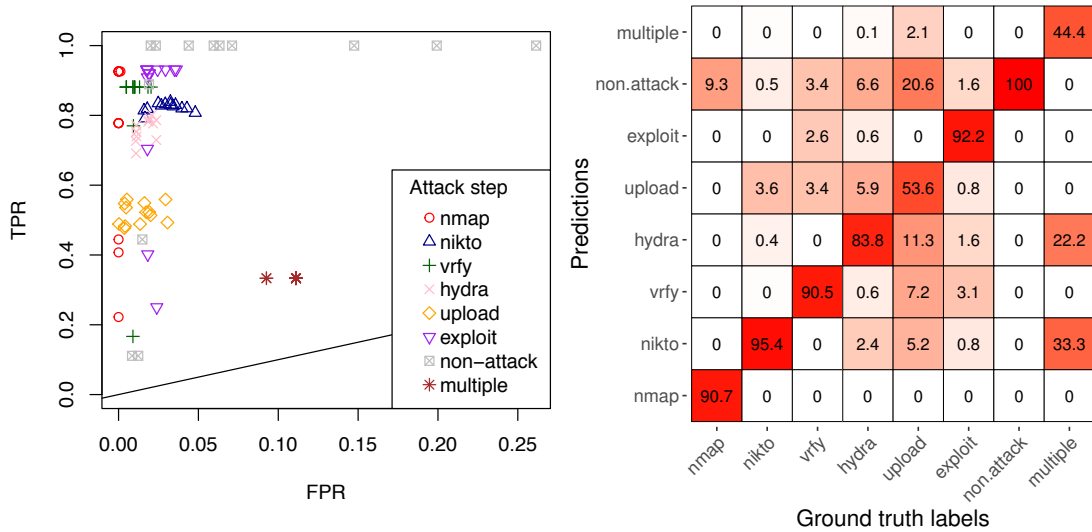 TPR
1.0
0.8
0.6
0.4
0.2
0.0
0.00 0.05 0.10 0.15 0.20 0.25
FPR
Attack step
nmap
nikto
vrfy
hydra
upload
exploit
non−attack
multiple
Predictions
multiple 0 0 0 0.1 2.1 0 0 44.4
non.attack 9.3 0.5 3.4 6.6 20.6 1.6 100 0
exploit 0 0 2.6 0.6 0 92.2 0 0
upload 0 3.6 3.4 5.9 53.6 0.8 0 0
hydra 0 0.4 0 83.8 11.3 1.6 0 22.2
vrfy 0 0 90.5 0.6 7.2 3.1 0 0
nikto 0 95.4 0 2.4 5.2 0.8 0 33.3
nmap 90.7 0 0 0 0 0 0 0
nmap nikto vrfy hydra upload exploit non.attack multiple
Ground truth labels